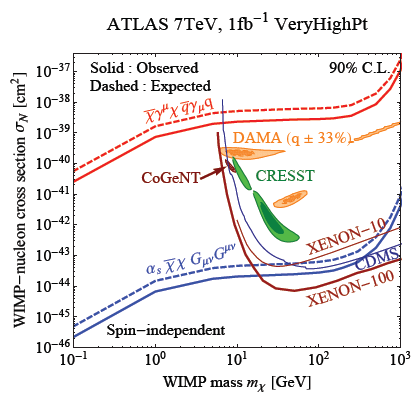 ATLAS 7TeV, 1fb⁻¹ VeryHighPt
Solid : Observed
90% C.L.
Dashed : Expected
χ̅γ^μχ q̅γ_μq
DAMA (q ± 33%)
CoGeNT
CRESST
XENON−10
α_s χ̅χ G_μν G^μν
CDMS
XENON−100
Spin−independent
WIMP−nucleon cross section σ_N [cm²]
10⁻³⁷
10⁻³⁸
10⁻³⁹
10⁻⁴⁰
10⁻⁴¹
10⁻⁴²
10⁻⁴³
10⁻⁴⁴
10⁻⁴⁵
10⁻⁴⁶
10⁻¹ 10⁰ 10¹ 10² 10³
WIMP mass m_χ [GeV]